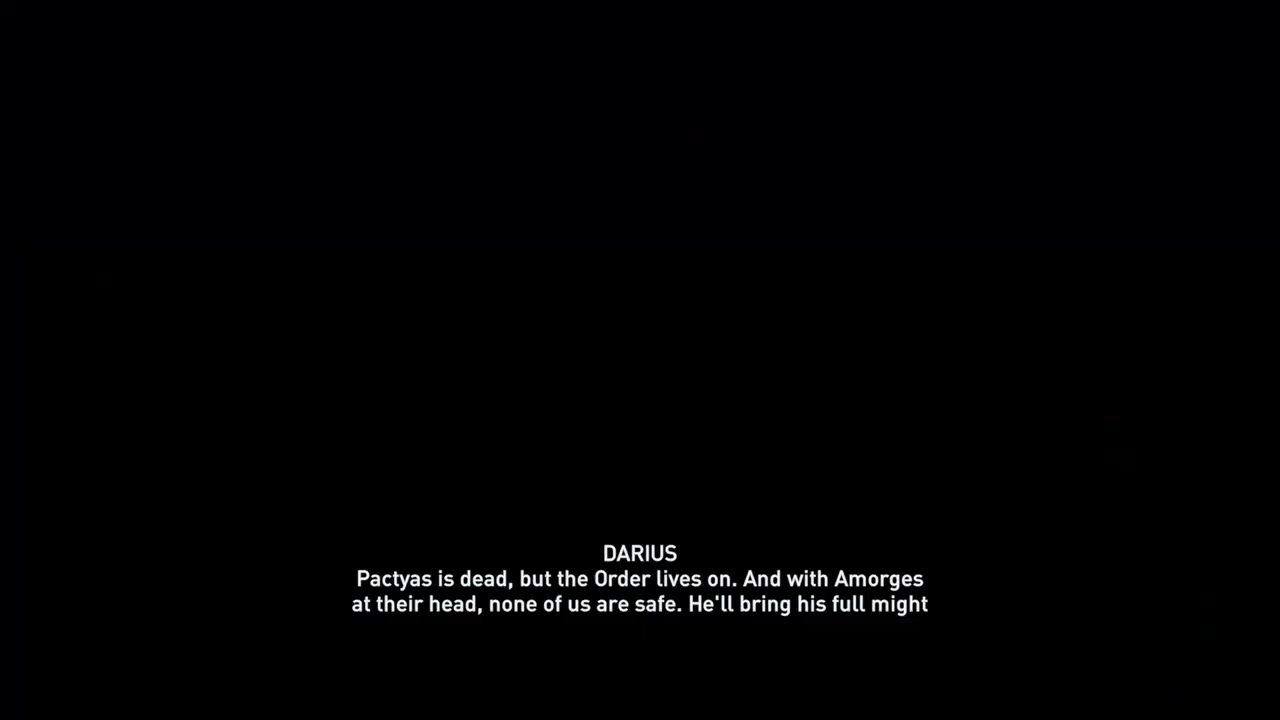 DARIUS
Pactyas is dead, but the Order lives on. And with Amorges
at their head, none of us are safe. He'll bring his full might